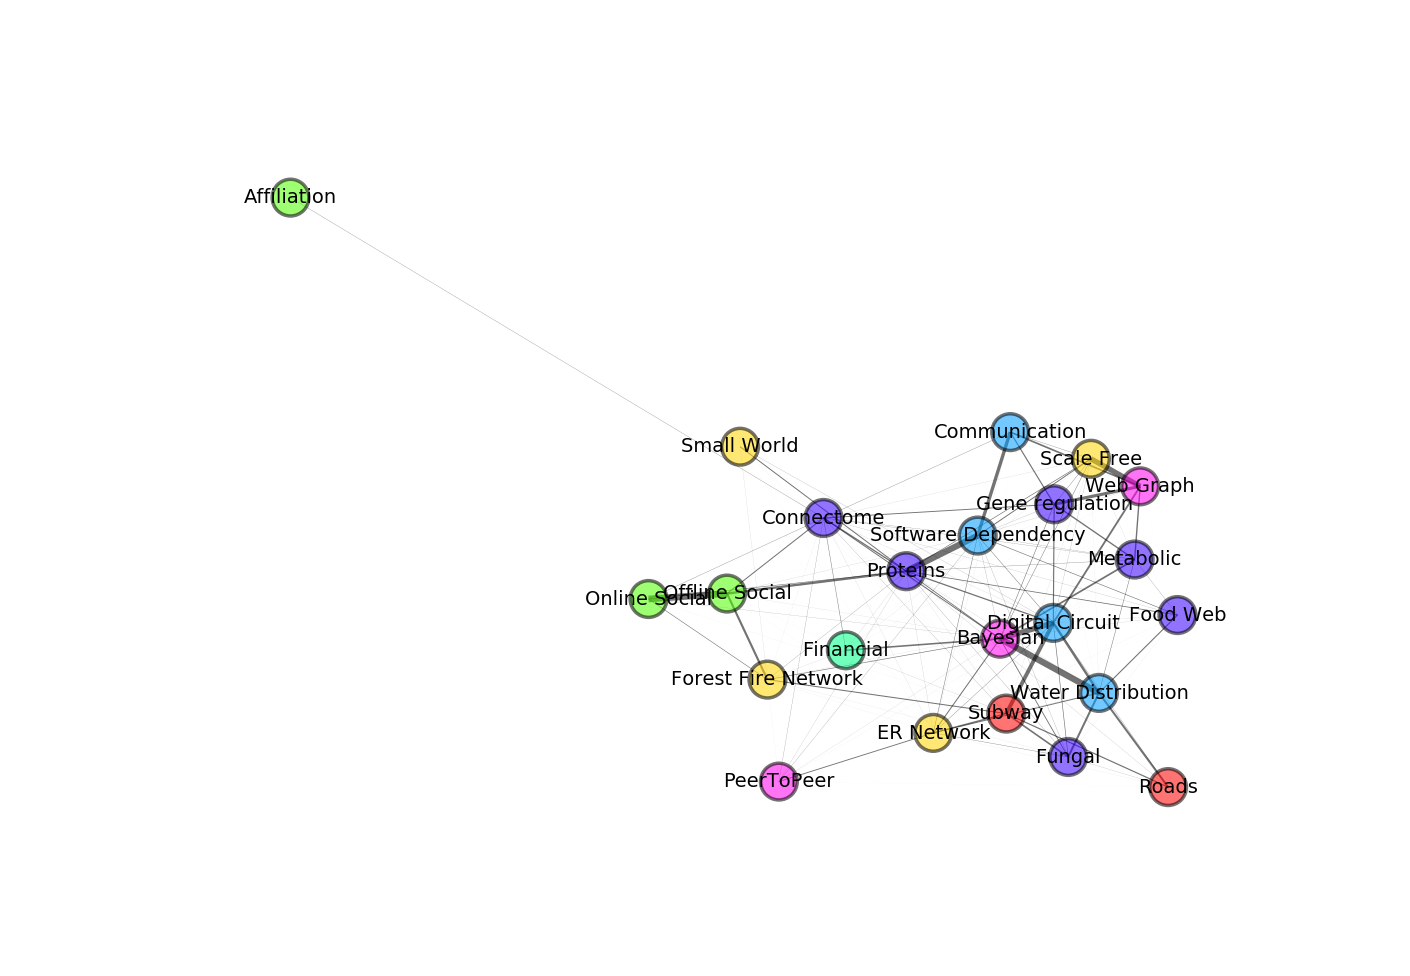 Affiliation
Communication
Small World
Scale Free
Web Graph
Gene regulation
Connectome
Software Dependency
Metabolic
Proteins
Offline Social
Online Social
Food Web
Digital Circuit
Bayesian
Financial
Forest Fire Network
Water Distribution
Subway
ER Network
Fungal
PeerToPeer
Roads